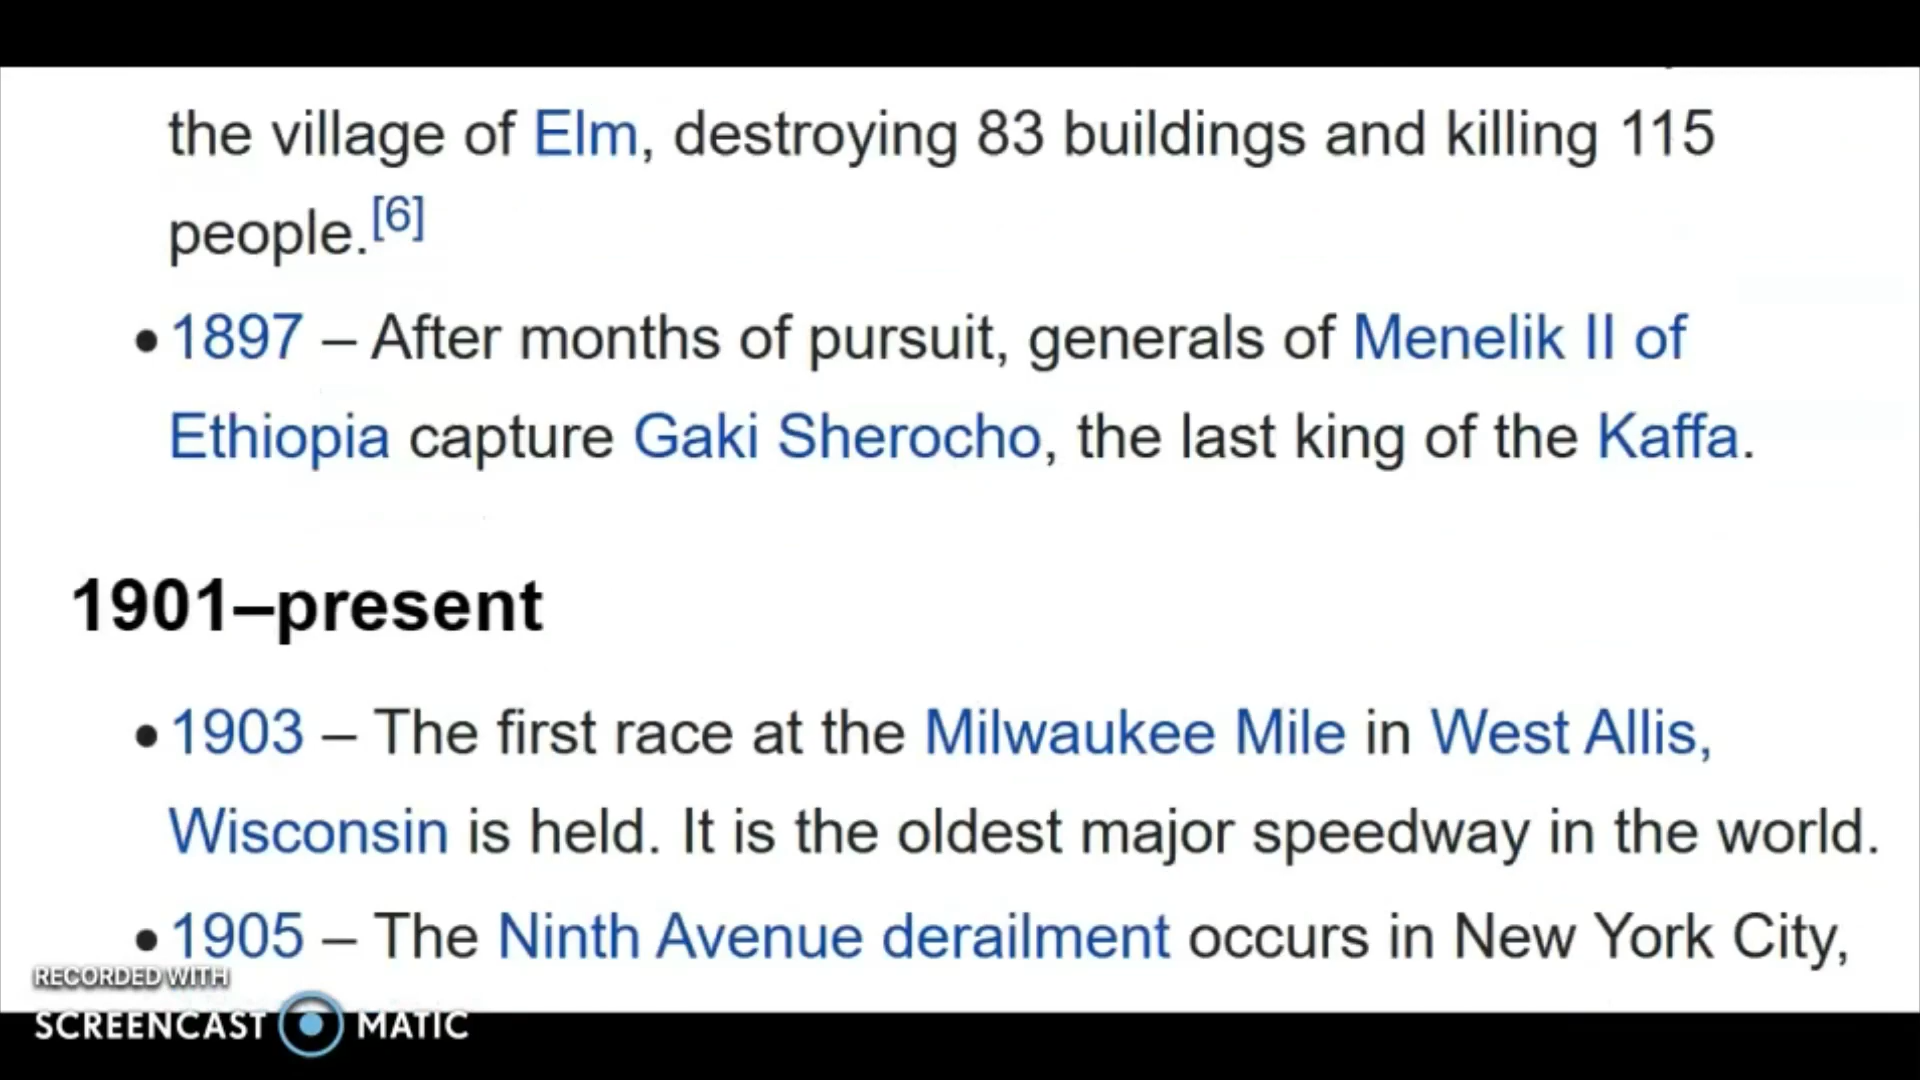 the village of Elm, destroying 83 buildings and killing 115
people.[6]
• 1897 – After months of pursuit, generals of Menelik II of
Ethiopia capture Gaki Sherocho, the last king of the Kaffa.
1901–present
• 1903 – The first race at the Milwaukee Mile in West Allis,
Wisconsin is held. It is the oldest major speedway in the world.
• 1905 – The Ninth Avenue derailment occurs in New York City,
RECORDED WITH
SCREENCAST MATIC